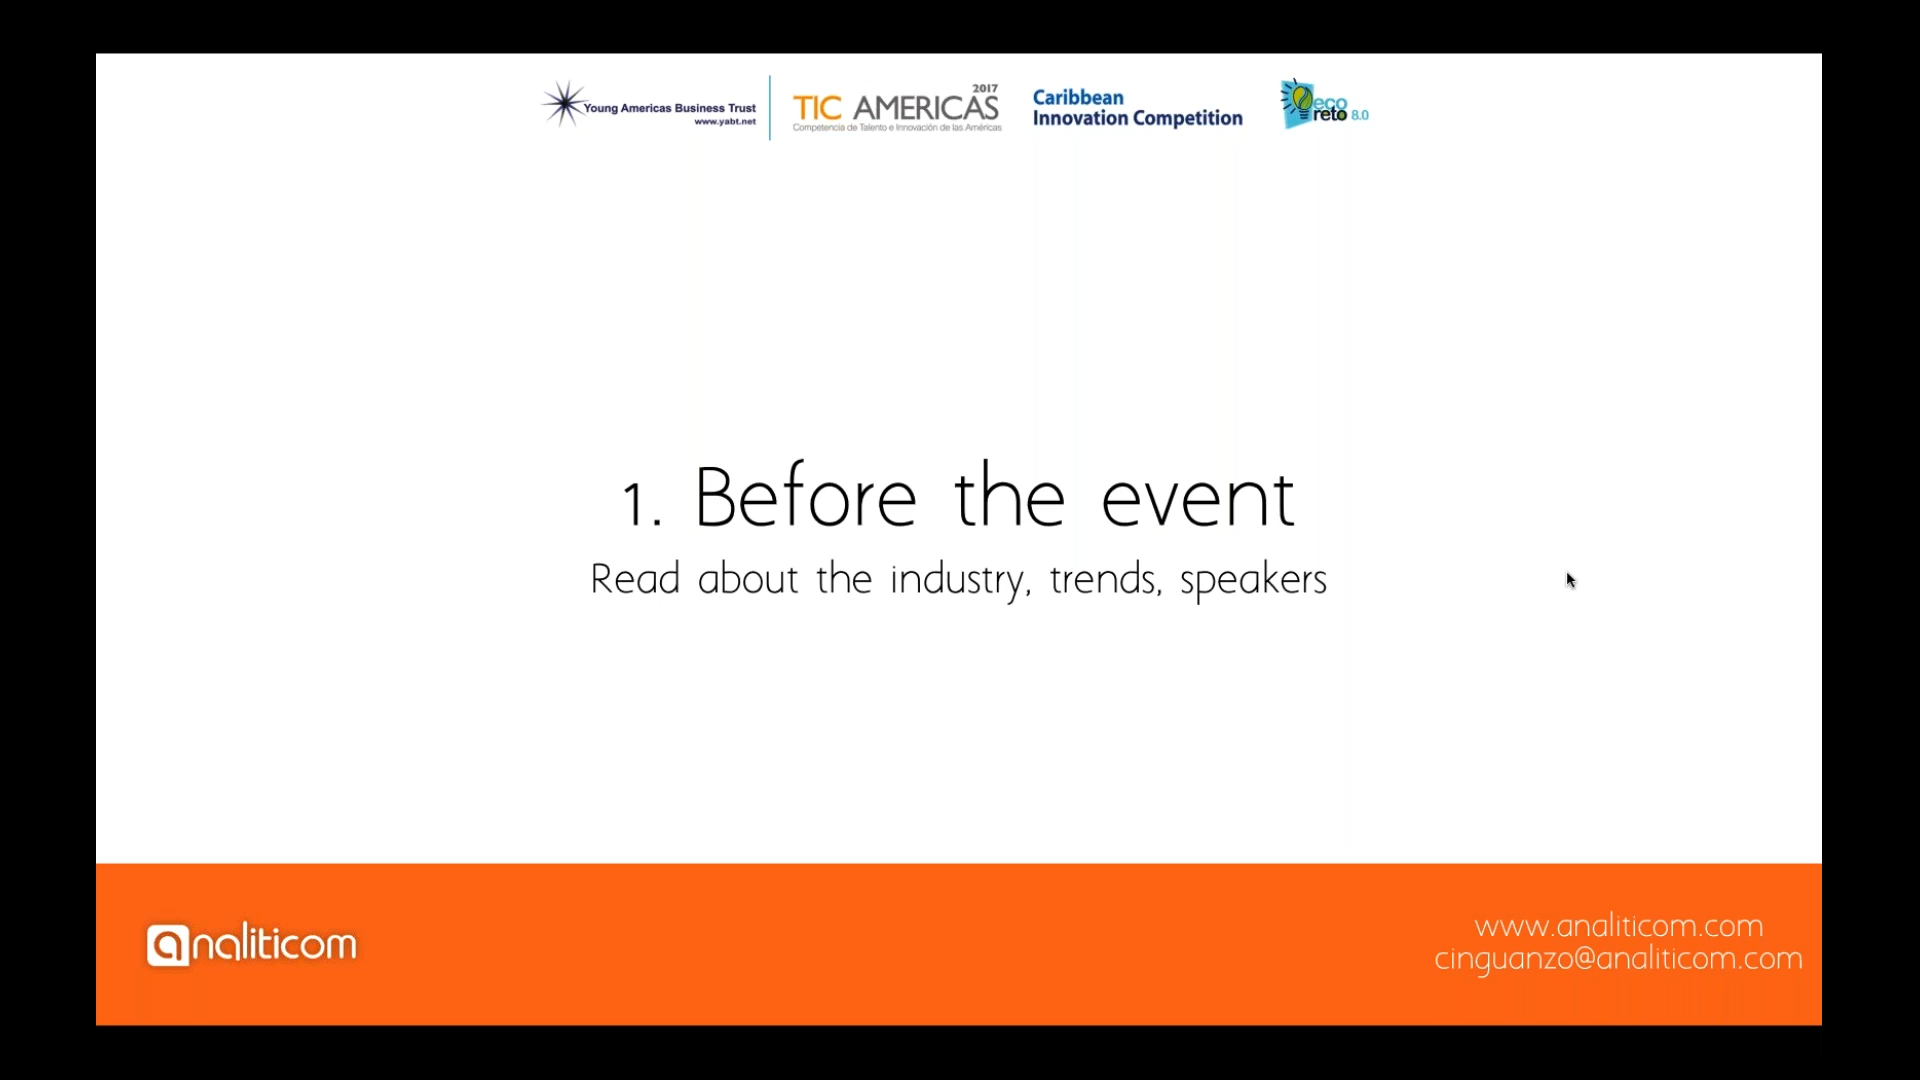 Young Americas Business Trust
www.yabt.net
2017
TIC AMERICAS
Competencia de Talento e Innovación de las Américas
Caribbean
Innovation Competition
eco
reto 8.0
1. Before the event
Read about the industry, trends, speakers
analiticom
www.analiticom.com
cinguanzo@analiticom.com